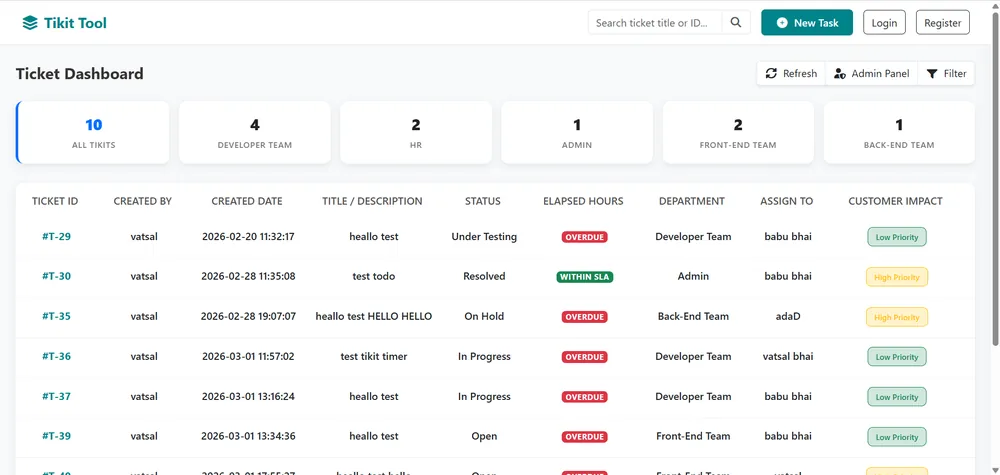 Tikit Tool
Search ticket title or ID...
New Task
Login
Register
Ticket Dashboard
Refresh
Admin Panel
Filter
10
ALL TIKITS
4
DEVELOPER TEAM
2
HR
1
ADMIN
2
FRONT-END TEAM
1
BACK-END TEAM
TICKET ID CREATED BY CREATED DATE TITLE / DESCRIPTION STATUS ELAPSED HOURS DEPARTMENT ASSIGN TO CUSTOMER IMPACT
#T-29 vatsal 2026-02-20 11:32:17 heallo test Under Testing OVERDUE Developer Team babu bhai Low Priority
#T-30 vatsal 2026-02-28 11:35:08 test todo Resolved WITHIN SLA Admin babu bhai High Priority
#T-35 vatsal 2026-02-28 19:07:07 heallo test HELLO HELLO On Hold OVERDUE Back-End Team adaD High Priority
#T-36 vatsal 2026-03-01 11:57:02 test tikit timer In Progress OVERDUE Developer Team vatsal bhai Low Priority
#T-37 vatsal 2026-03-01 13:16:24 heallo test In Progress OVERDUE Developer Team babu bhai Low Priority
#T-39 vatsal 2026-03-01 13:34:36 heallo test Open OVERDUE Front-End Team babu bhai Low Priority